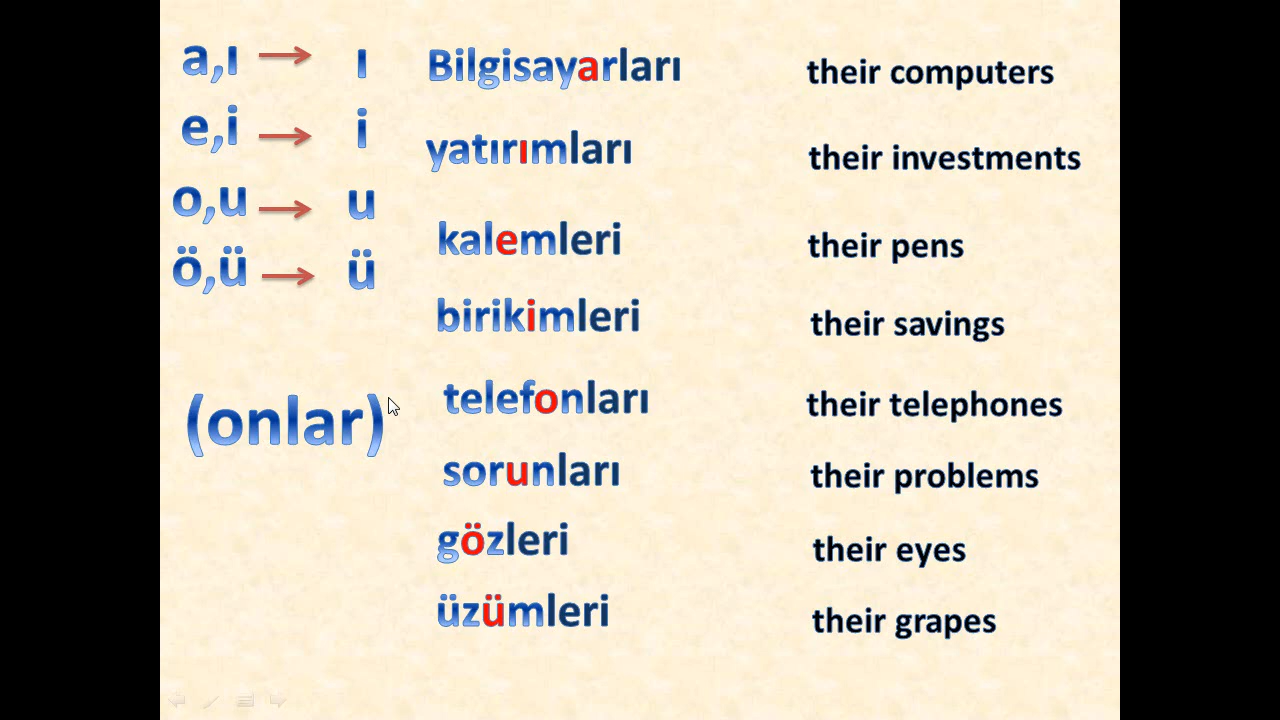 a,ı → ı
e,i → i
o,u → u
ö,ü → ü
(onlar)
Bilgisayarları their computers
yatırımları their investments
kalemleri their pens
birikimleri their savings
telefonları their telephones
sorunları their problems
gözleri their eyes
üzümleri their grapes